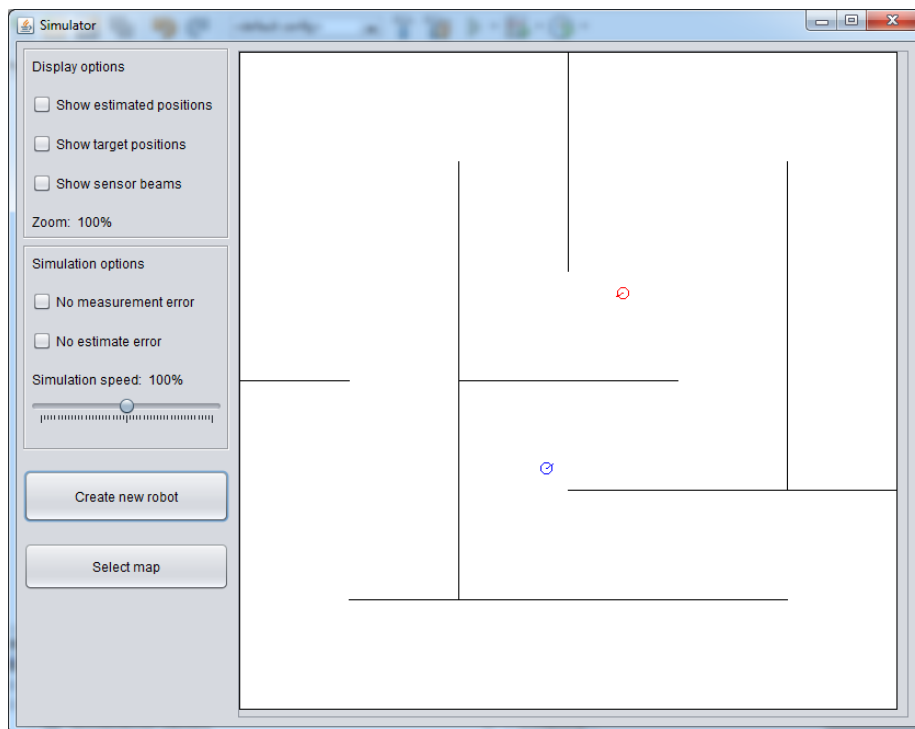 Simulator
Display options
Show estimated positions
Show target positions
Show sensor beams
Zoom: 100%
Simulation options
No measurement error
No estimate error
Simulation speed: 100%
Create new robot
Select map